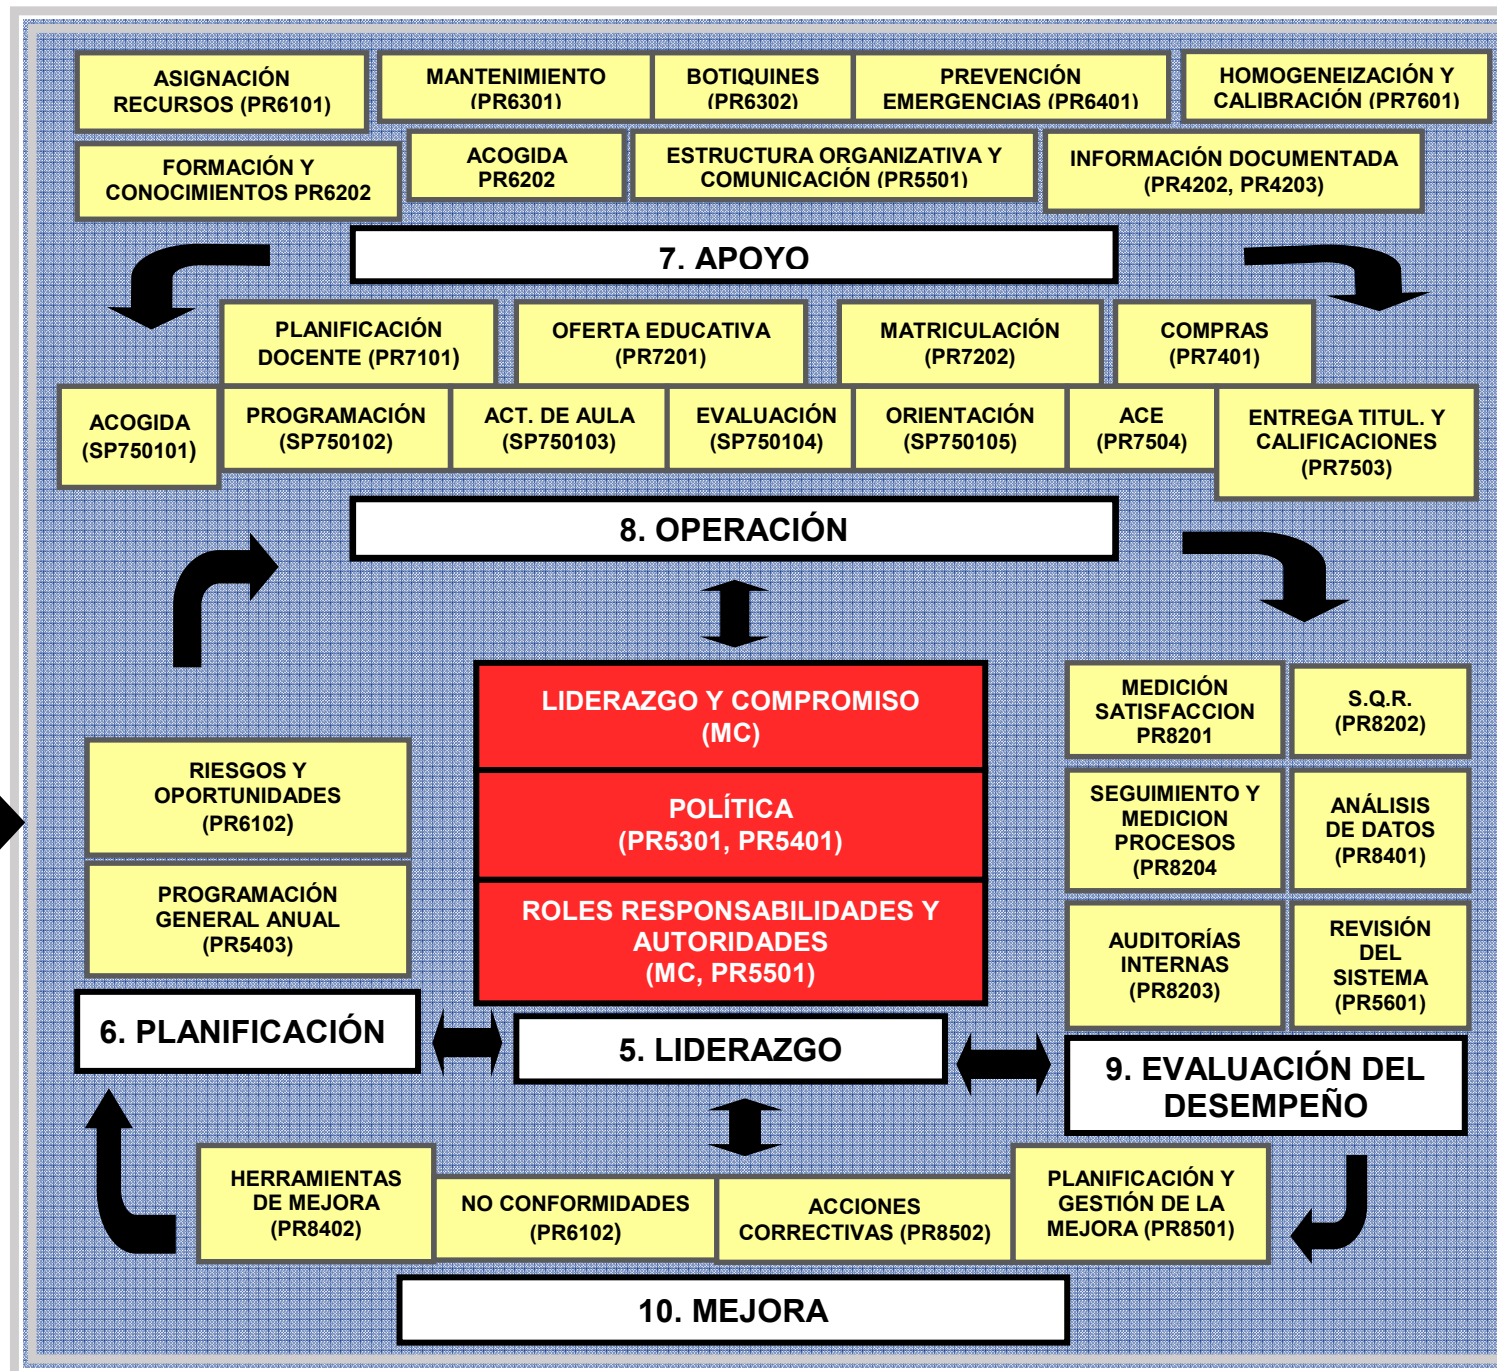 ASIGNACIÓN
RECURSOS (PR6101)
MANTENIMIENTO
(PR6301)
BOTIQUINES
(PR6302)
PREVENCIÓN
EMERGENCIAS (PR6401)
HOMOGENEIZACIÓN Y
CALIBRACIÓN (PR7601)
FORMACIÓN Y
CONOCIMIENTOS PR6202
ACOGIDA
PR6202
ESTRUCTURA ORGANIZATIVA Y
COMUNICACIÓN (PR5501)
INFORMACIÓN DOCUMENTADA
(PR4202, PR4203)
7. APOYO
PLANIFICACIÓN
DOCENTE (PR7101)
OFERTA EDUCATIVA
(PR7201)
MATRICULACIÓN
(PR7202)
COMPRAS
(PR7401)
ACOGIDA
(SP750101)
PROGRAMACIÓN
(SP750102)
ACT. DE AULA
(SP750103)
EVALUACIÓN
(SP750104)
ORIENTACIÓN
(SP750105)
ACE
(PR7504)
ENTREGA TITUL. Y
CALIFICACIONES
(PR7503)
8. OPERACIÓN
LIDERAZGO Y COMPROMISO
(MC)
POLÍTICA
(PR5301, PR5401)
ROLES RESPONSABILIDADES Y
AUTORIDADES
(MC, PR5501)
5. LIDERAZGO
RIESGOS Y
OPORTUNIDADES
(PR6102)
PROGRAMACIÓN
GENERAL ANUAL
(PR5403)
6. PLANIFICACIÓN
MEDICIÓN
SATISFACCION
PR8201
S.Q.R.
(PR8202)
SEGUIMIENTO Y
MEDICION
PROCESOS
(PR8204
ANÁLISIS
DE DATOS
(PR8401)
AUDITORÍAS
INTERNAS
(PR8203)
REVISIÓN
DEL
SISTEMA
(PR5601)
9. EVALUACIÓN DEL
DESEMPEÑO
HERRAMIENTAS
DE MEJORA
(PR8402)
NO CONFORMIDADES
(PR6102)
ACCIONES
CORRECTIVAS (PR8502)
PLANIFICACIÓN Y
GESTIÓN DE LA
MEJORA (PR8501)
10. MEJORA